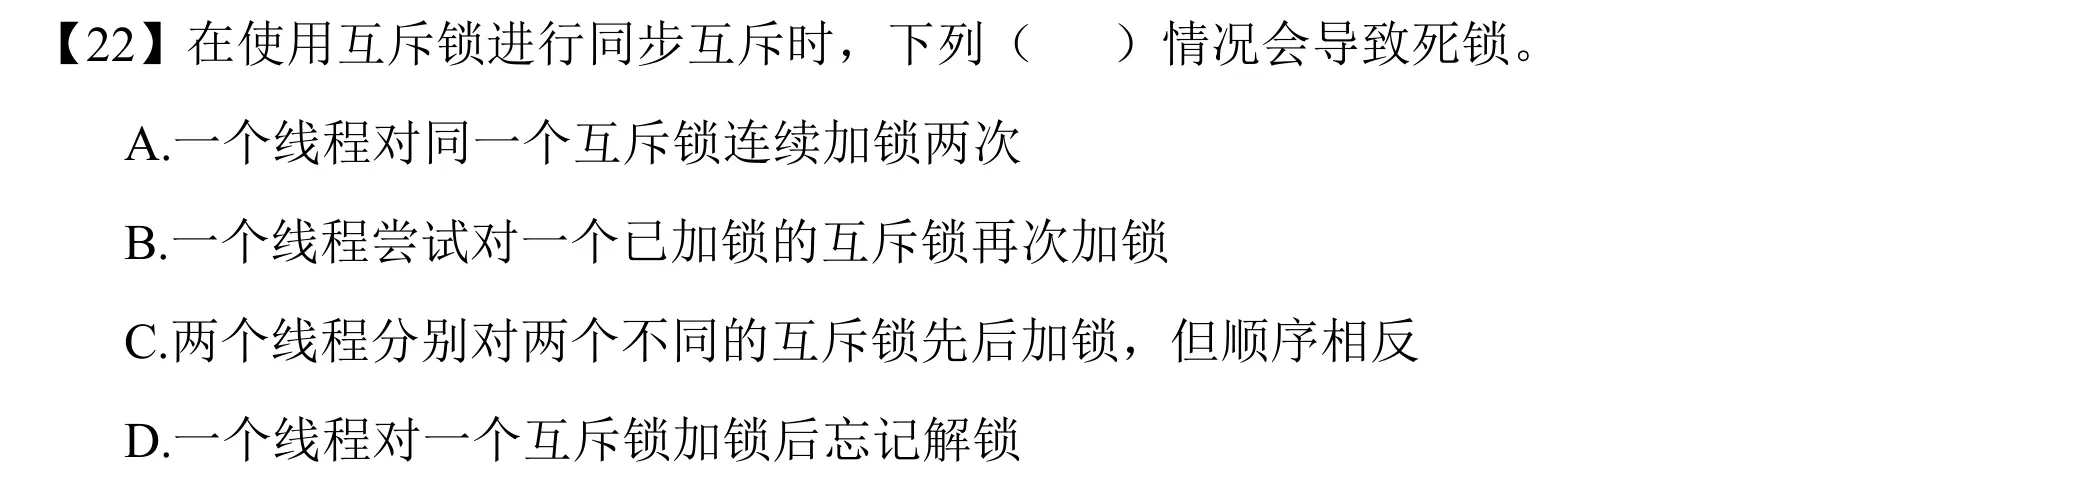 【22】在使用互斥锁进行同步互斥时，下列（　　）情况会导致死锁。
A.一个线程对同一个互斥锁连续加锁两次
B.一个线程尝试对一个已加锁的互斥锁再次加锁
C.两个线程分别对两个不同的互斥锁先后加锁，但顺序相反
D.一个线程对一个互斥锁加锁后忘记解锁